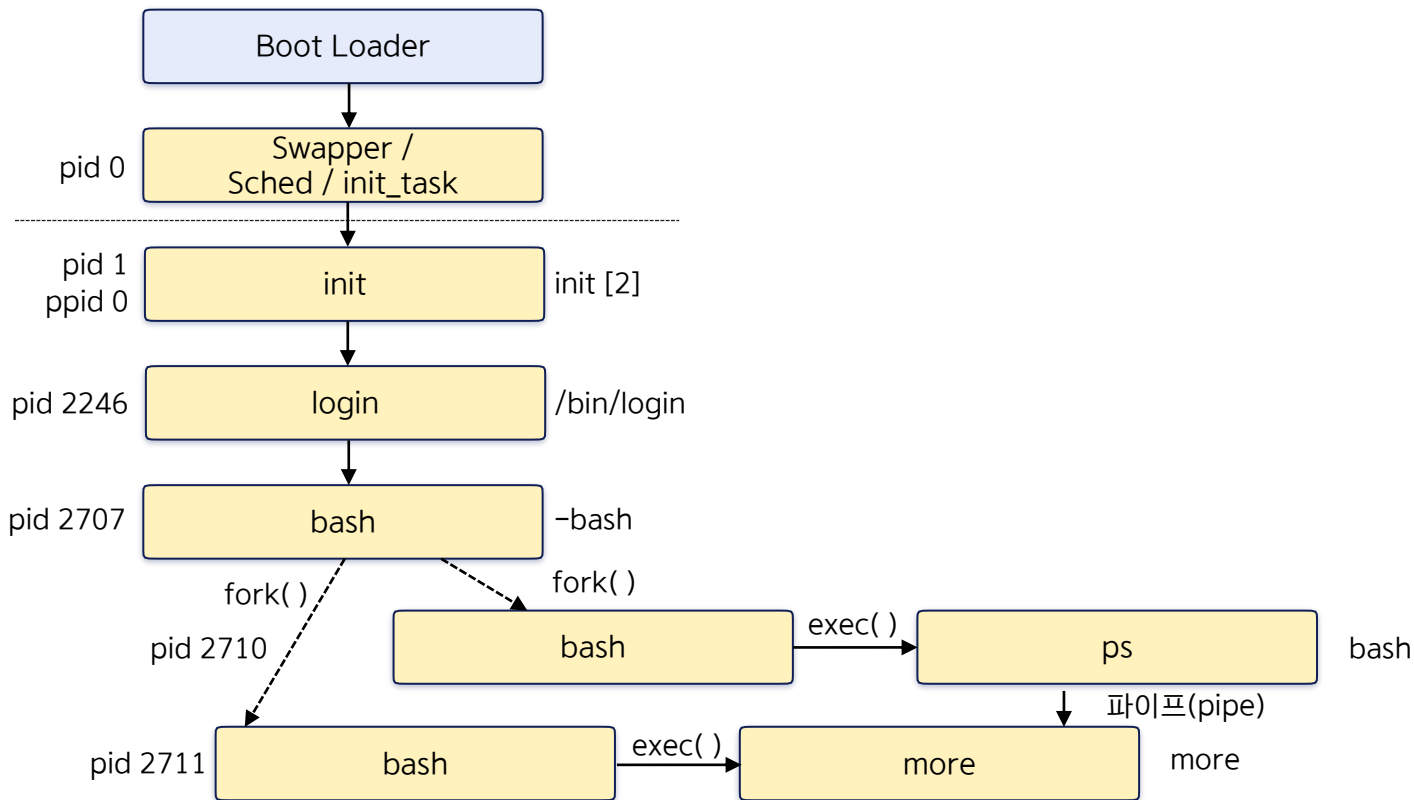 Boot Loader
pid 0
Swapper /
Sched / init_task
pid 1
ppid 0
init
init [2]
pid 2246
login
/bin/login
pid 2707
bash
-bash
fork( )
fork( )
pid 2710
bash
exec( )
ps
bash
파이프(pipe)
pid 2711
bash
exec( )
more
more